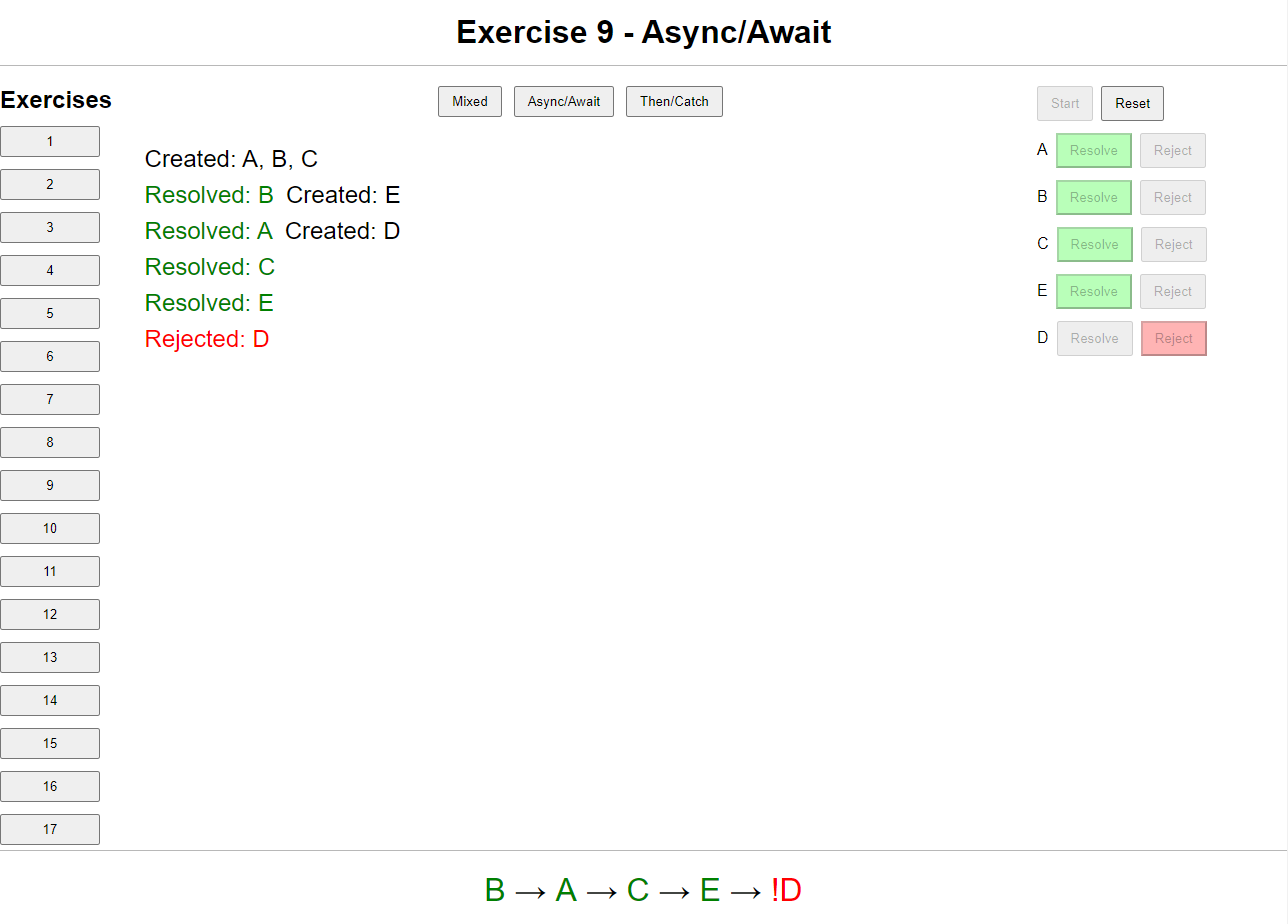 Exercise 9 - Async/Await
Exercises
1
2
3
4
5
6
7
8
9
10
11
12
13
14
15
16
17
Mixed Async/Await Then/Catch
Created: A, B, C
Resolved: B Created: E
Resolved: A Created: D
Resolved: C
Resolved: E
Rejected: D
Start Reset
A Resolve Reject
B Resolve Reject
C Resolve Reject
E Resolve Reject
D Resolve Reject
B → A → C → E → !D